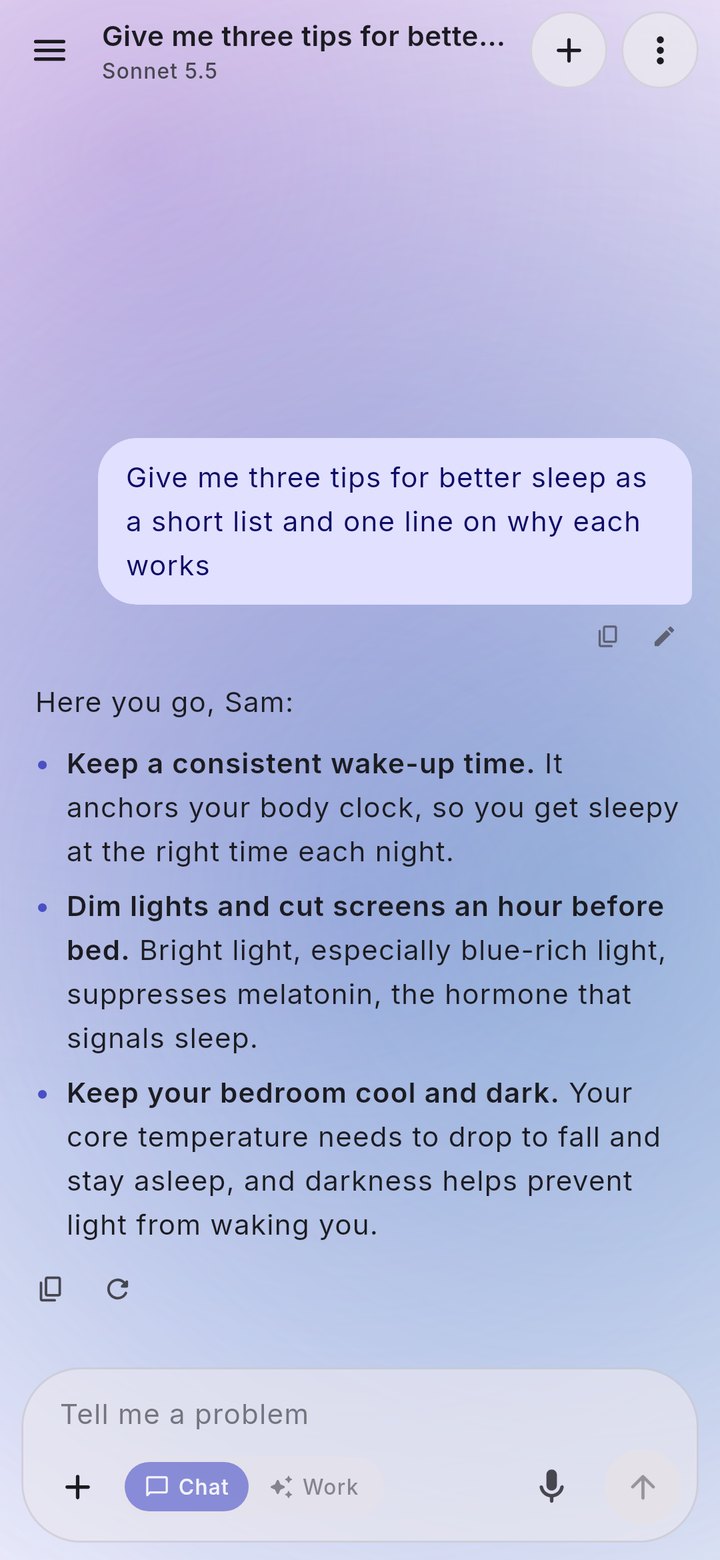 Give me three tips for bette...
Sonnet 5.5
Give me three tips for better sleep as
a short list and one line on why each
works
Here you go, Sam:
• Keep a consistent wake-up time. It
anchors your body clock, so you get sleepy
at the right time each night.
• Dim lights and cut screens an hour before
bed. Bright light, especially blue-rich light,
suppresses melatonin, the hormone that
signals sleep.
• Keep your bedroom cool and dark. Your
core temperature needs to drop to fall and
stay asleep, and darkness helps prevent
light from waking you.
Tell me a problem
Chat Work